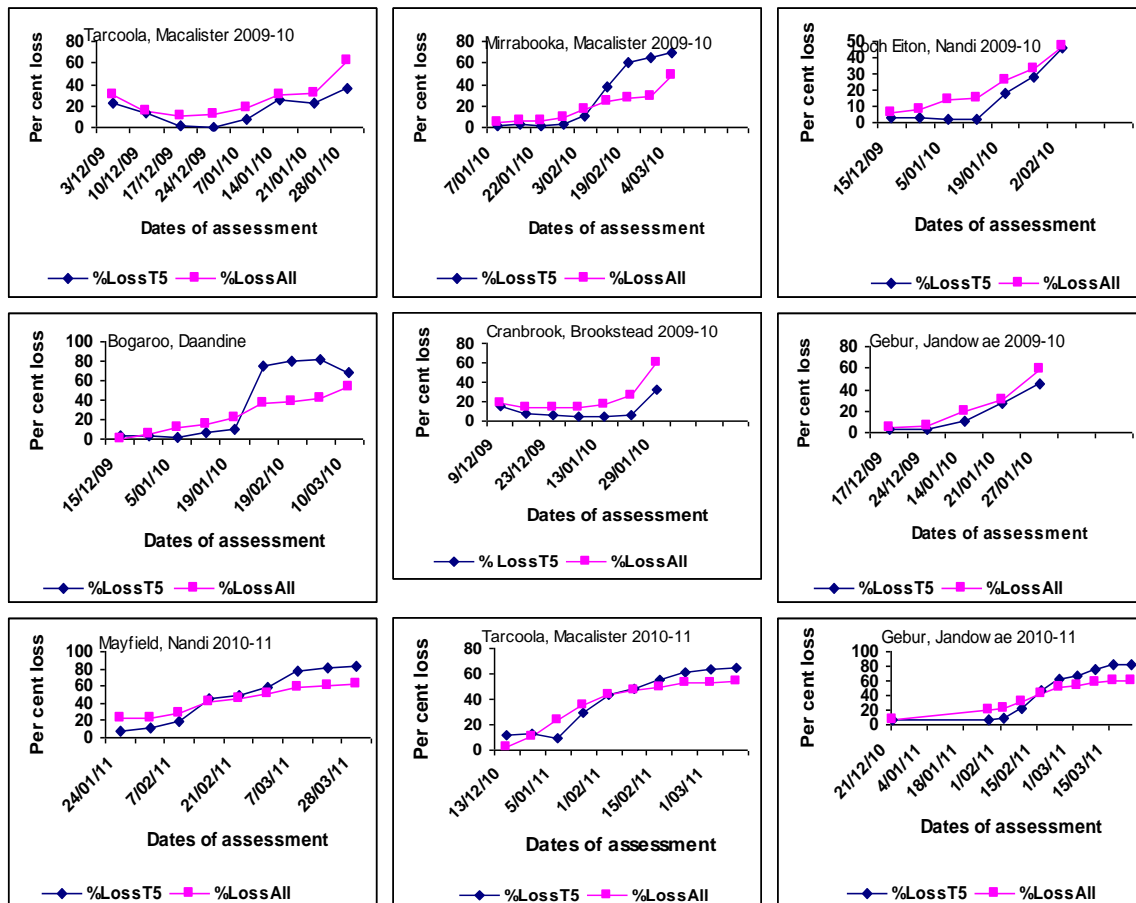 Tarcoola, Macalister 2009-10
Per cent loss
80
60
40
20
0
3/12/09
10/12/09
17/12/09
24/12/09
7/01/10
14/01/10
21/01/10
28/01/10
Dates of assessment
%LossT5 %LossAll
Mirrabooka, Macalister 2009-10
Per cent loss
80
60
40
20
0
7/01/10
22/01/10
3/02/10
19/02/10
4/03/10
Dates of assessment
%LossT5 %LossAll
Loch Eiton, Nandi 2009-10
Per cent loss
50
40
30
20
10
0
15/12/09
5/01/10
19/01/10
2/02/10
Dates of assessment
%LossT5 %LossAll
Bogaroo, Daandine
Per cent loss
100
80
60
40
20
0
15/12/09
5/01/10
19/01/10
19/02/10
10/03/10
Dates of assessment
%LossT5 %LossAll
Cranbrook, Brookstead 2009-10
Per cent loss
80
60
40
20
0
9/12/09
23/12/09
13/01/10
29/01/10
Dates of assessment
% LossT5 %LossAll
Gebur, Jandow ae 2009-10
Per cent loss
80
60
40
20
0
17/12/09
24/12/09
14/01/10
21/01/10
27/01/10
Dates of assessment
%LossT5 %LossAll
Mayfield, Nandi 2010-11
Per cent loss
100
80
60
40
20
0
24/01/11
7/02/11
21/02/11
7/03/11
28/03/11
Dates of assessment
%LossT5 %LossAll
Tarcoola, Macalister 2010-11
Per cent loss
80
60
40
20
0
13/12/10
5/01/11
1/02/11
15/02/11
1/03/11
Dates of assessment
%LossT5 %LossAll
Gebur, Jandow ae 2010-11
Per cent loss
100
80
60
40
20
0
21/12/10
4/01/11
18/01/11
1/02/11
15/02/11
1/03/11
15/03/11
Dates of assessment
%LossT5 %LossAll